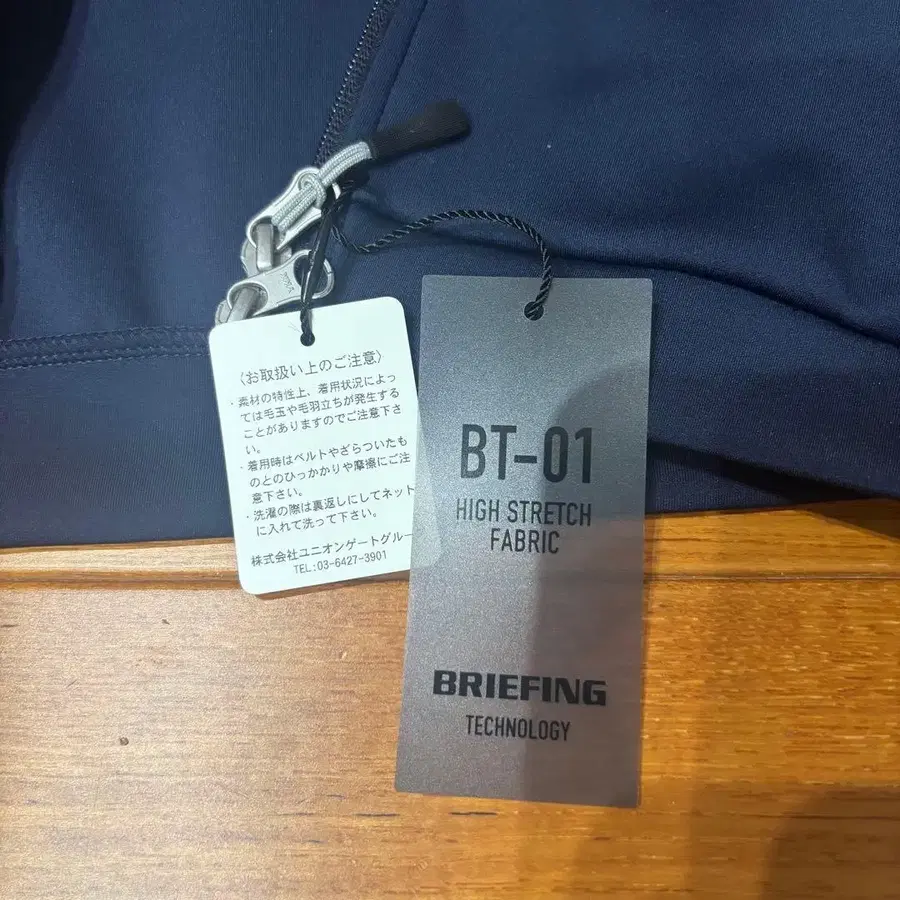 〈お取扱い上のご注意〉
・素材の特性上、着用状況によっ
ては毛玉や毛羽立ちが発生する
ことがありますのでご注意下さ
い。
・着用時はベルトやざらついたも
のとのひっかかりや摩擦にご注
意下さい。
・洗濯の際は裏返しにしてネット
に入れて洗って下さい。
株式会社ユニオンゲートグルー
TEL:03-6427-3901
BT-01
HIGH STRETCH
FABRIC
BRIEFING
TECHNOLOGY